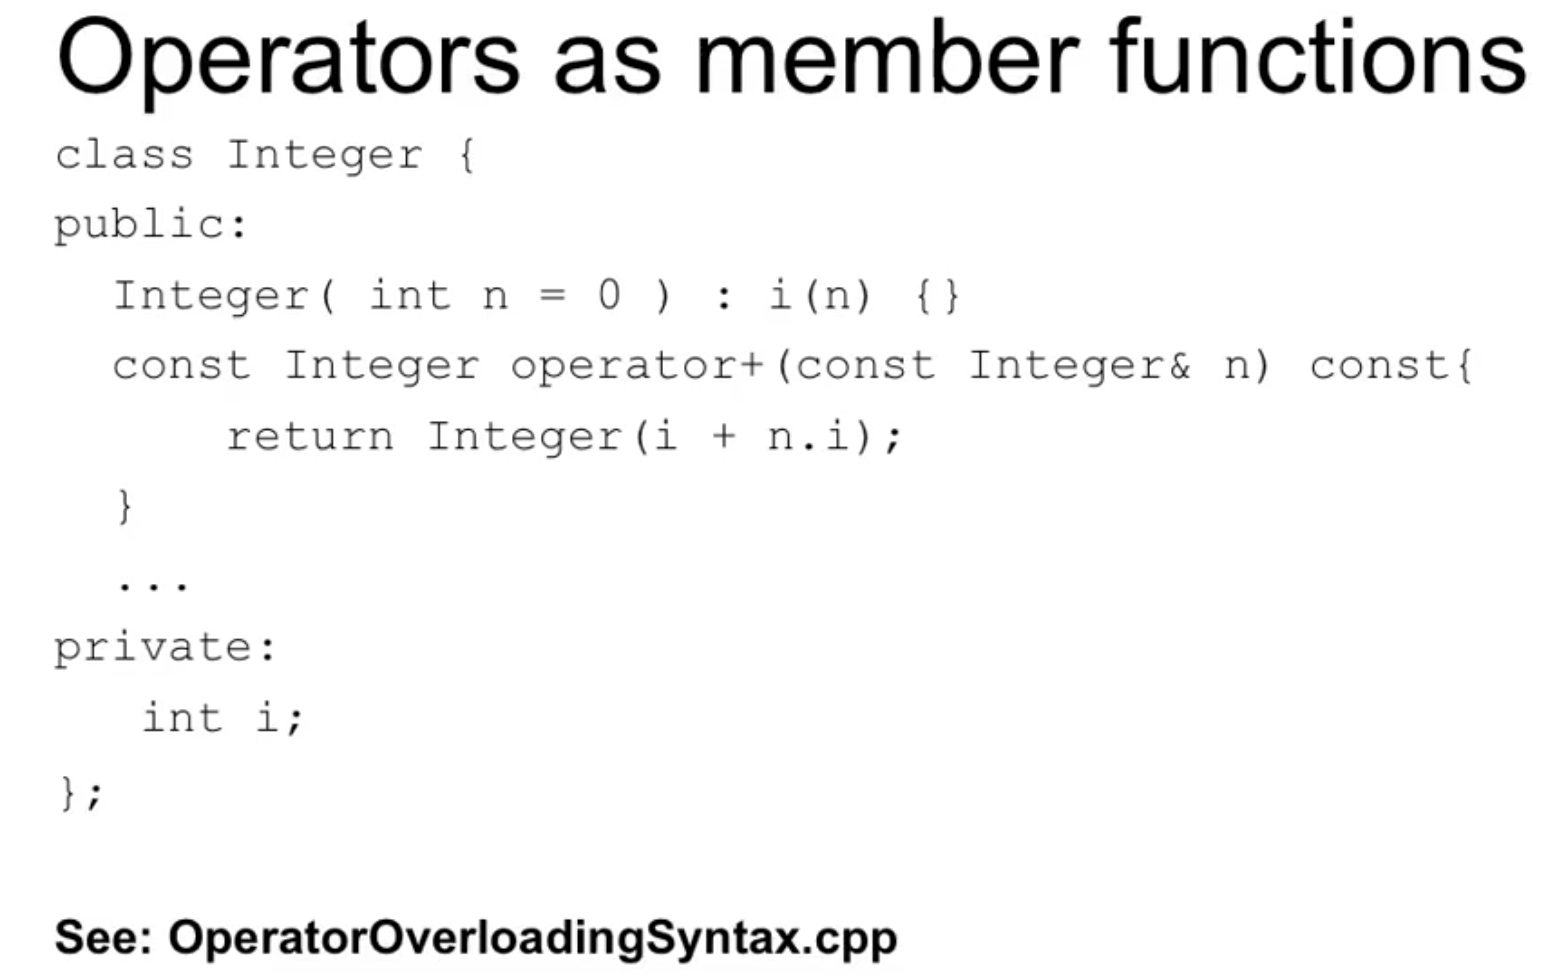 Operators as member functions
class Integer {
public:
Integer( int n = 0 ) : i(n) {}
const Integer operator+(const Integer& n) const{
return Integer(i + n.i);
}
...
private:
int i;
};
See: OperatorOverloadingSyntax.cpp